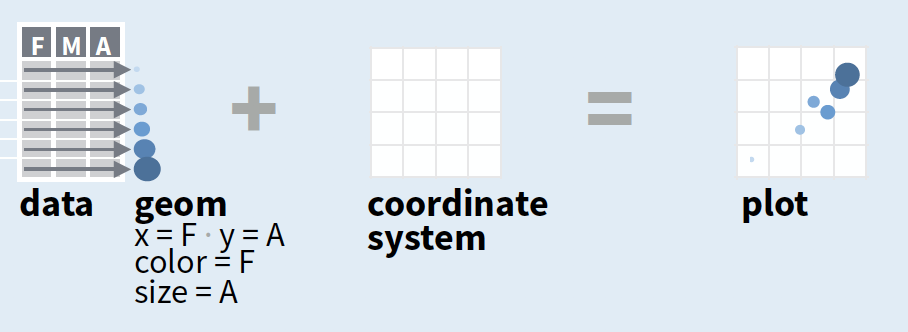 F M A
data
geom
x = F · y = A
color = F
size = A
coordinate
system
plot